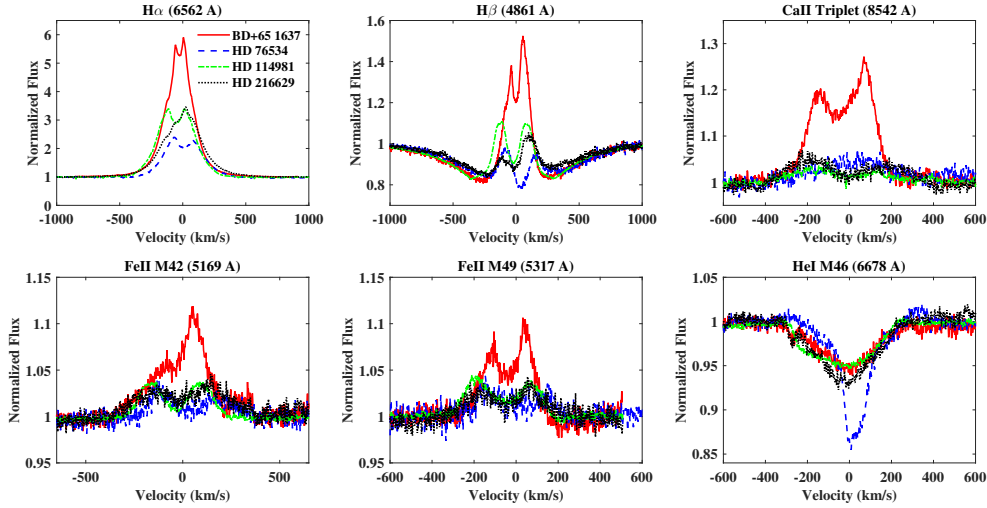 Hα (6562 A)
Normalized Flux
6
5
4
3
2
1
0
BD+65 1637
HD 76534
HD 114981
HD 216629
-1000 -500 0 500 1000
Velocity (km/s)
Hβ (4861 A)
Normalized Flux
1.6
1.4
1.2
1
0.8
-1000 -500 0 500 1000
Velocity (km/s)
CaII Triplet (8542 A)
Normalized Flux
1.3
1.2
1.1
1
-600 -400 -200 0 200 400 600
Velocity (km/s)
FeII M42 (5169 A)
Normalized Flux
1.15
1.1
1.05
1
0.95
-500 0 500
Velocity (km/s)
FeII M49 (5317 A)
Normalized Flux
1.15
1.1
1.05
1
0.95
-600 -400 -200 0 200 400 600
Velocity (km/s)
HeI M46 (6678 A)
Normalized Flux
1.05
1
0.95
0.9
0.85
-600 -400 -200 0 200 400 600
Velocity (km/s)